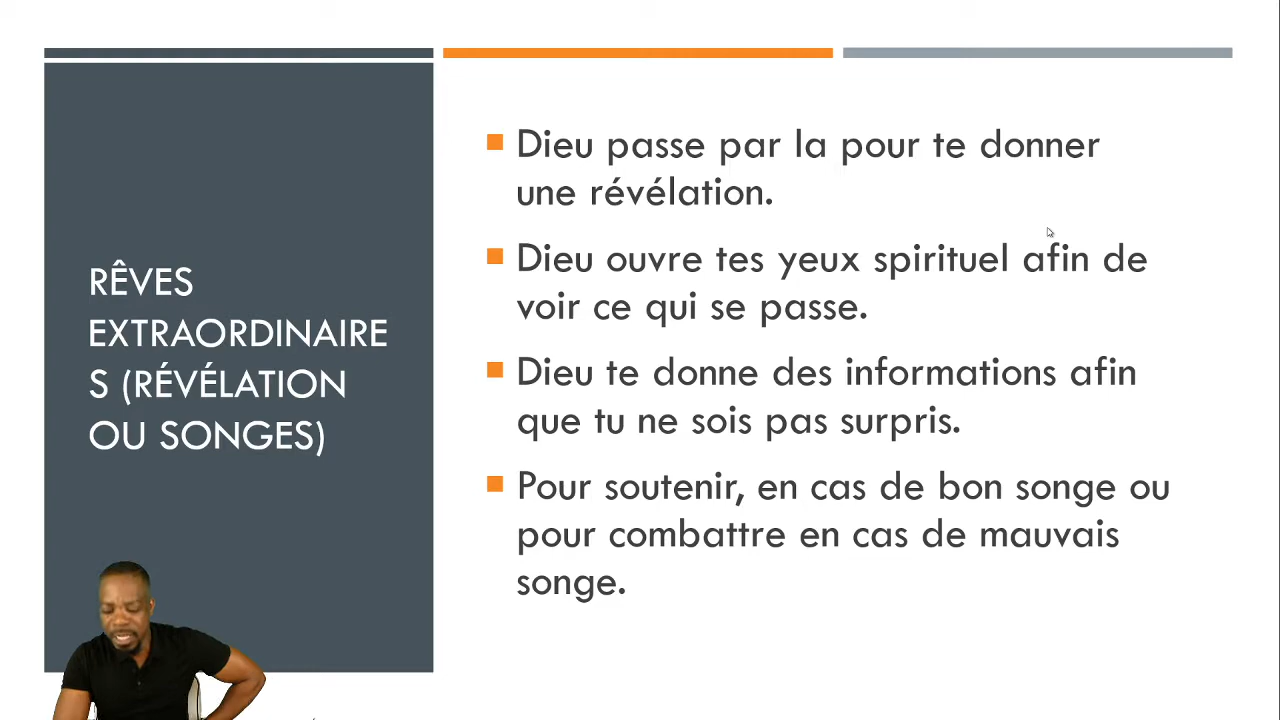 RÊVES
EXTRAORDINAIRE
S (RÉVÉLATION
OU SONGES)
Dieu passe par la pour te donner
une révélation.
Dieu ouvre tes yeux spirituel afin de
voir ce qui se passe.
Dieu te donne des informations afin
que tu ne sois pas surpris.
Pour soutenir, en cas de bon songe ou
pour combattre en cas de mauvais
songe.